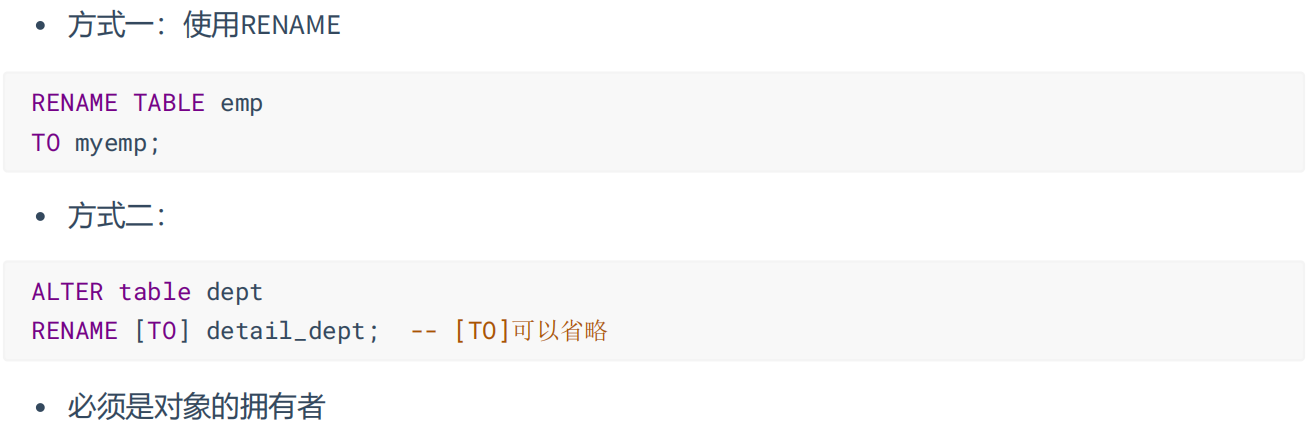 • 方式一：使用RENAME
RENAME TABLE emp
TO myemp;
• 方式二：
ALTER table dept
RENAME [TO] detail_dept;  -- [TO]可以省略
• 必须是对象的拥有者